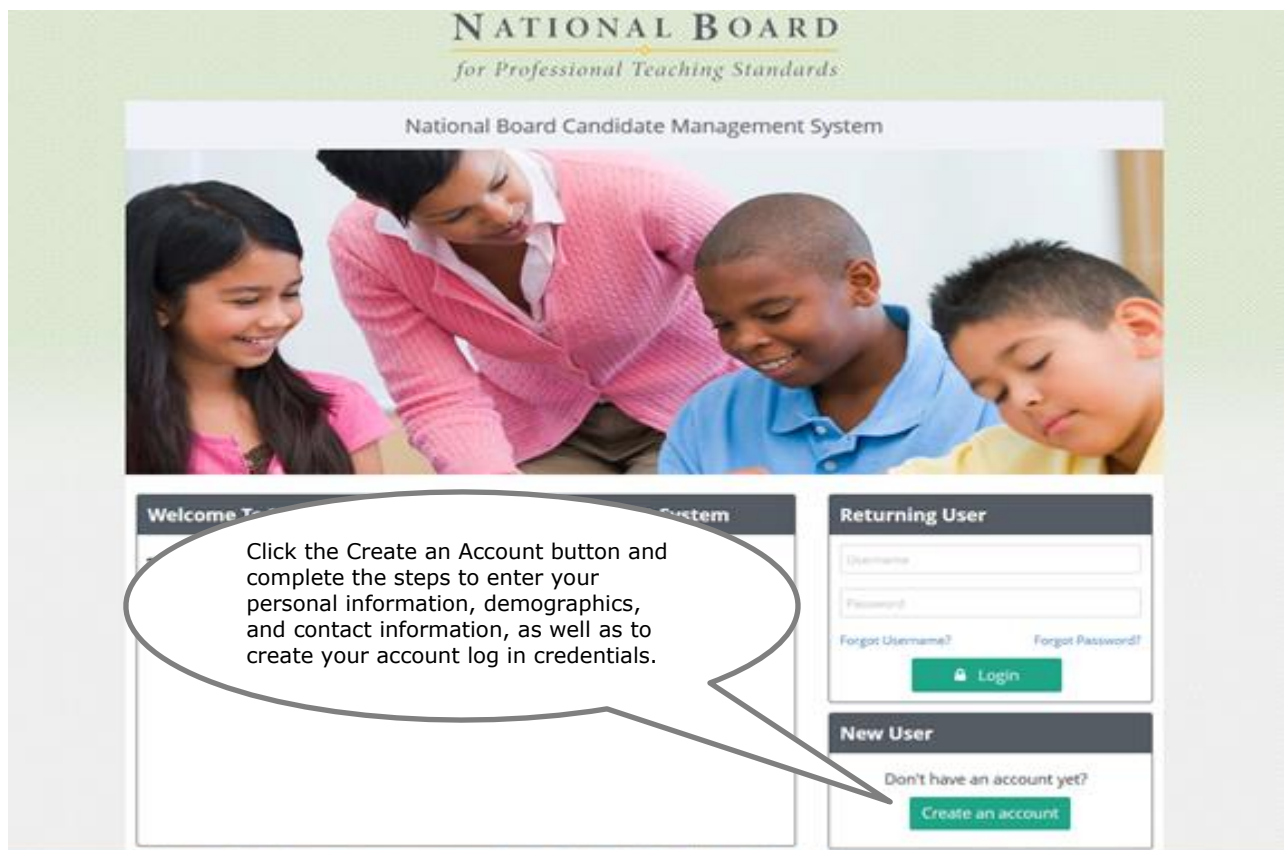 NATIONAL BOARD
for Professional Teaching Standards
National Board Candidate Management System
Welcome To
System
Click the Create an Account button and
complete the steps to enter your
personal information, demographics,
and contact information, as well as to
create your account log in credentials.
Returning User
Username
Password
Forgot Username?
Forgot Password?
Login
New User
Don't have an account yet?
Create an account